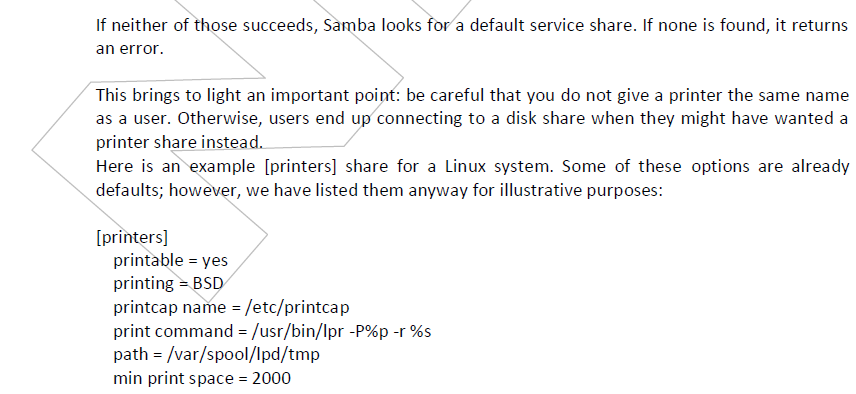 If neither of those succeeds, Samba looks for a default service share. If none is found, it returns
an error.
This brings to light an important point: be careful that you do not give a printer the same name
as a user. Otherwise, users end up connecting to a disk share when they might have wanted a
printer share instead.
Here is an example [printers] share for a Linux system. Some of these options are already
defaults; however, we have listed them anyway for illustrative purposes:
[printers]
printable = yes
printing = BSD
printcap name = /etc/printcap
print command = /usr/bin/lpr -P%p -r %s
path = /var/spool/lpd/tmp
min print space = 2000